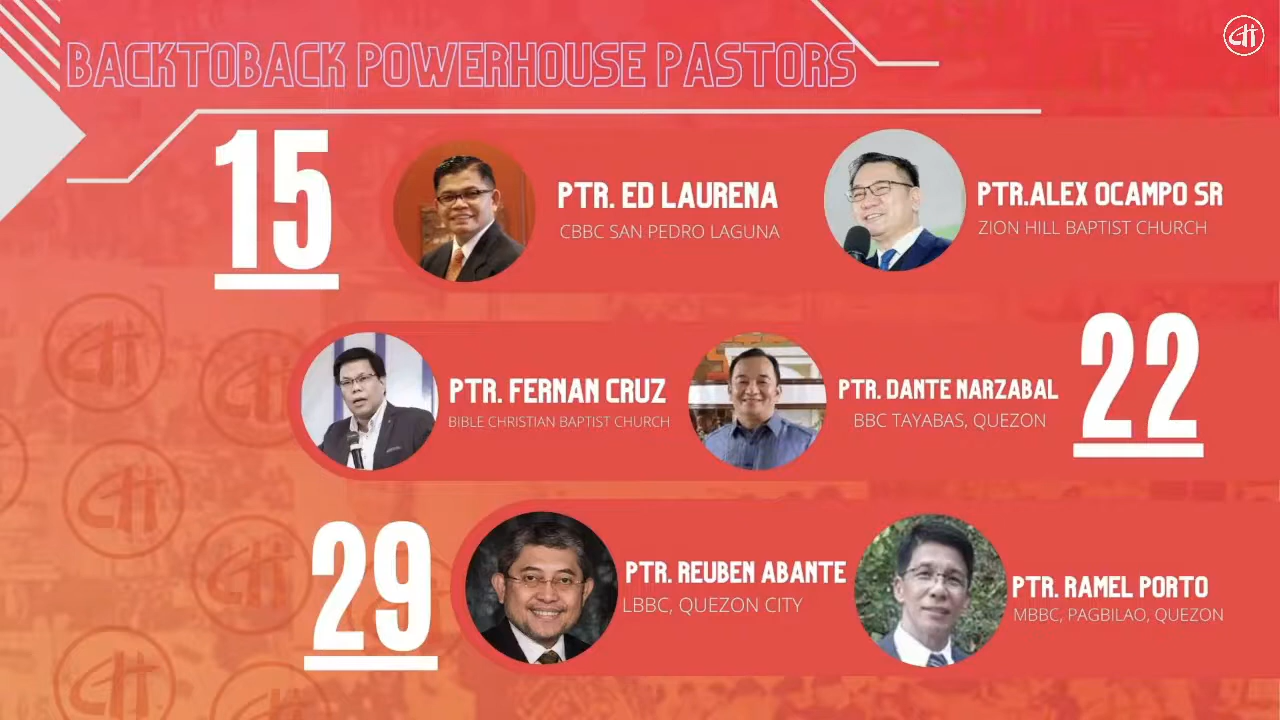 BACKTOBACK POWERHOUSE PASTORS
15
PTR. ED LAURENA
CBBC SAN PEDRO LAGUNA
PTR.ALEX OCAMPO SR
ZION HILL BAPTIST CHURCH
PTR. FERNAN CRUZ
BIBLE CHRISTIAN BAPTIST CHURCH
PTR. DANTE NARZABAL
BBC TAYABAS, QUEZON
22
29
PTR. REUBEN ABANTE
LBBC, QUEZON CITY
PTR. RAMEL PORTO
MBBC, PAGBILAO, QUEZON